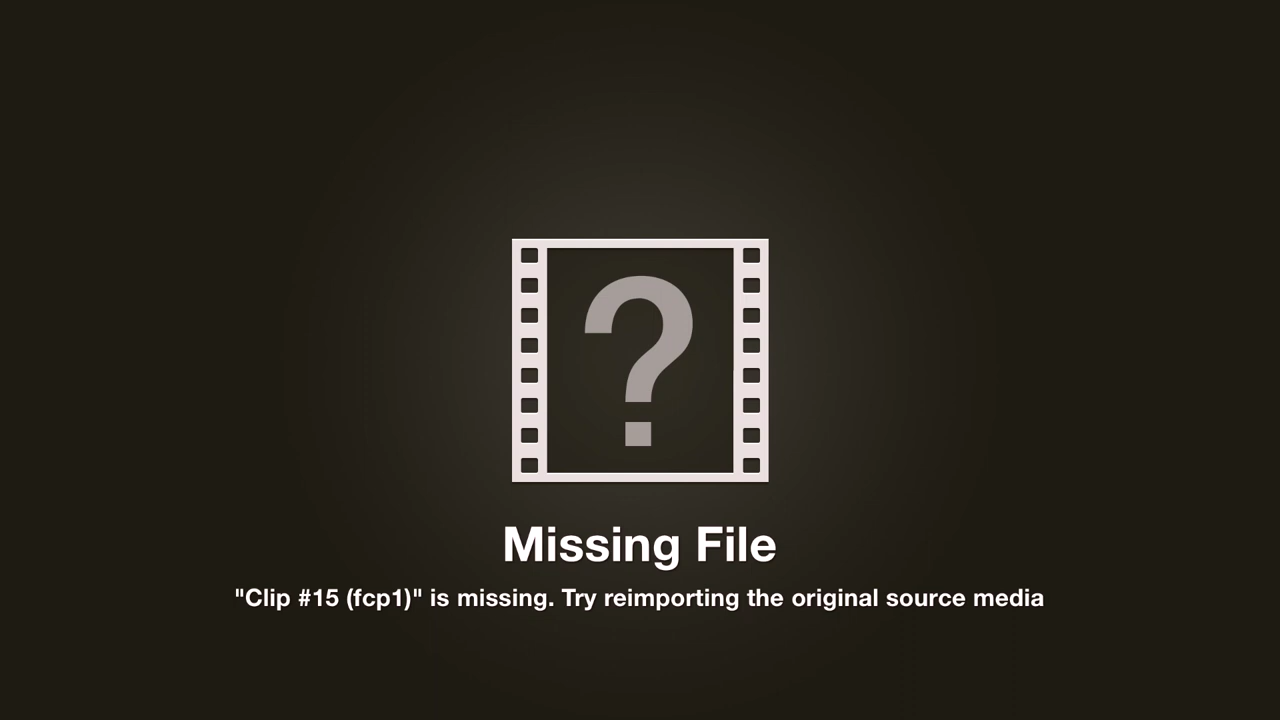 ?
Missing File
"Clip #15 (fcp1)" is missing. Try reimporting the original source media